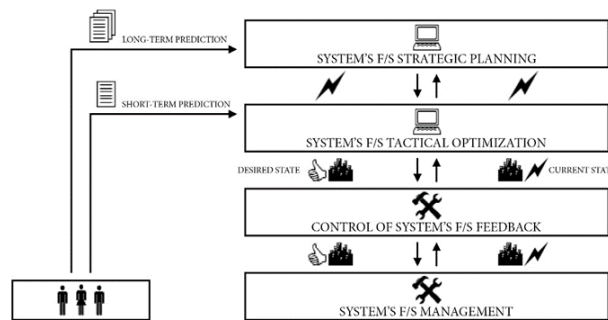 LONG-TERM PREDICTION
SYSTEM'S F/S STRATEGIC PLANNING
SHORT-TERM PREDICTION
SYSTEM'S F/S TACTICAL OPTIMIZATION
DESIRED STATE
CURRENT STAT
CONTROL OF SYSTEM'S F/S FEEDBACK
SYSTEM'S F/S MANAGEMENT